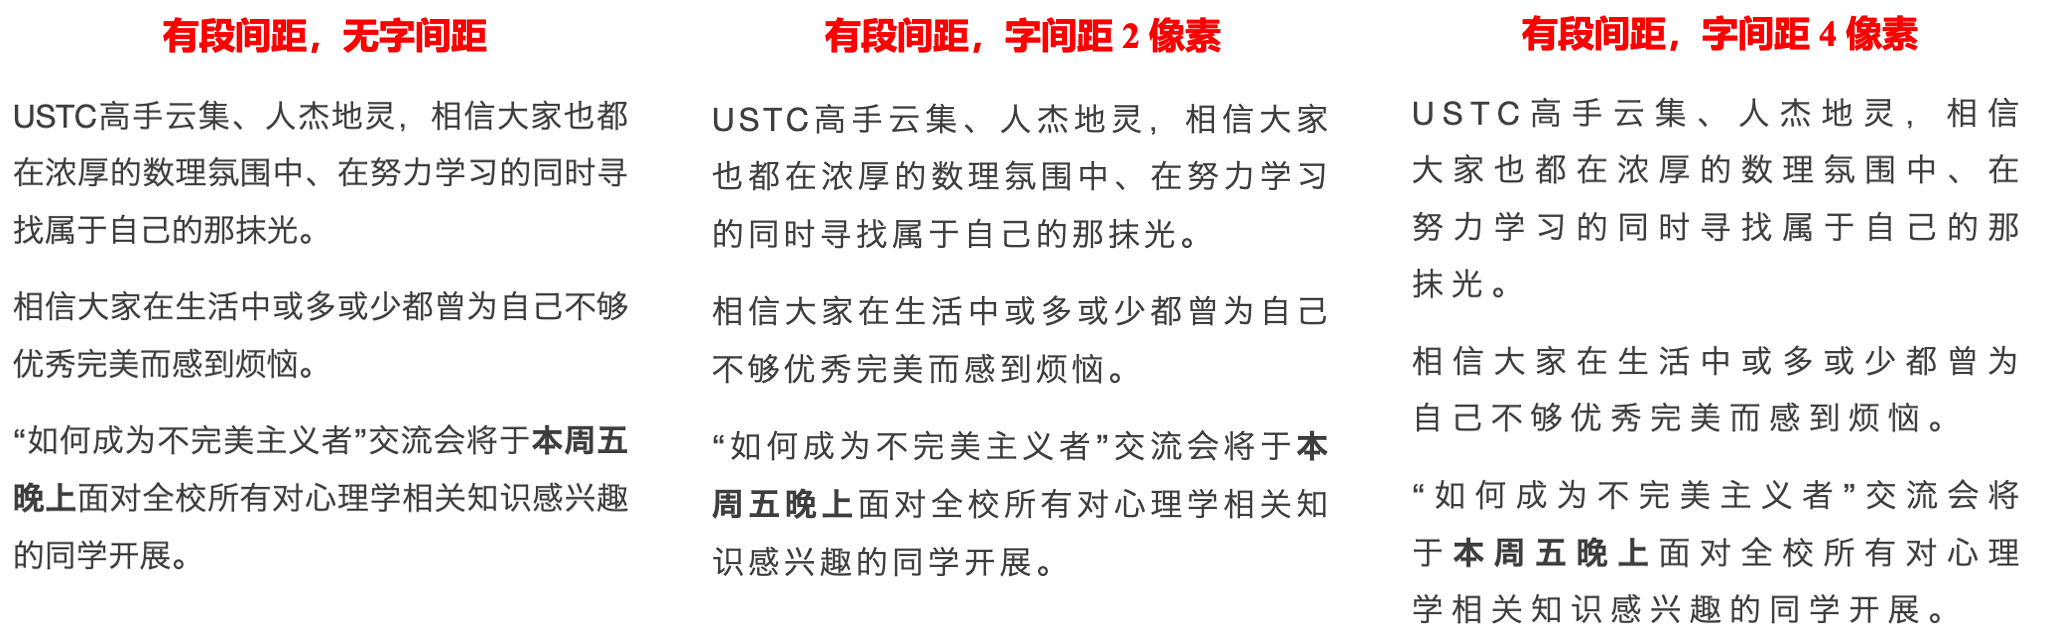 有段间距，无字间距
USTC高手云集、人杰地灵，相信大家也都
在浓厚的数理氛围中、在努力学习的同时寻
找属于自己的那抹光。
相信大家在生活中或多或少都曾为自己不够
优秀完美而感到烦恼。
“如何成为不完美主义者”交流会将于本周五
晚上面对全校所有对心理学相关知识感兴趣
的同学开展。
有段间距，字间距 2 像素
USTC高手云集、人杰地灵，相信大家
也都在浓厚的数理氛围中、在努力学习
的同时寻找属于自己的那抹光。
相信大家在生活中或多或少都曾为自己
不够优秀完美而感到烦恼。
“如何成为不完美主义者”交流会将于本
周五晚上面对全校所有对心理学相关知
识感兴趣的同学开展。
有段间距，字间距 4 像素
USTC高手云集、人杰地灵，相信
大家也都在浓厚的数理氛围中、在
努力学习的同时寻找属于自己的那
抹光。
相信大家在生活中或多或少都曾为
自己不够优秀完美而感到烦恼。
“如何成为不完美主义者”交流会将
于本周五晚上面对全校所有对心理
学相关知识感兴趣的同学开展。